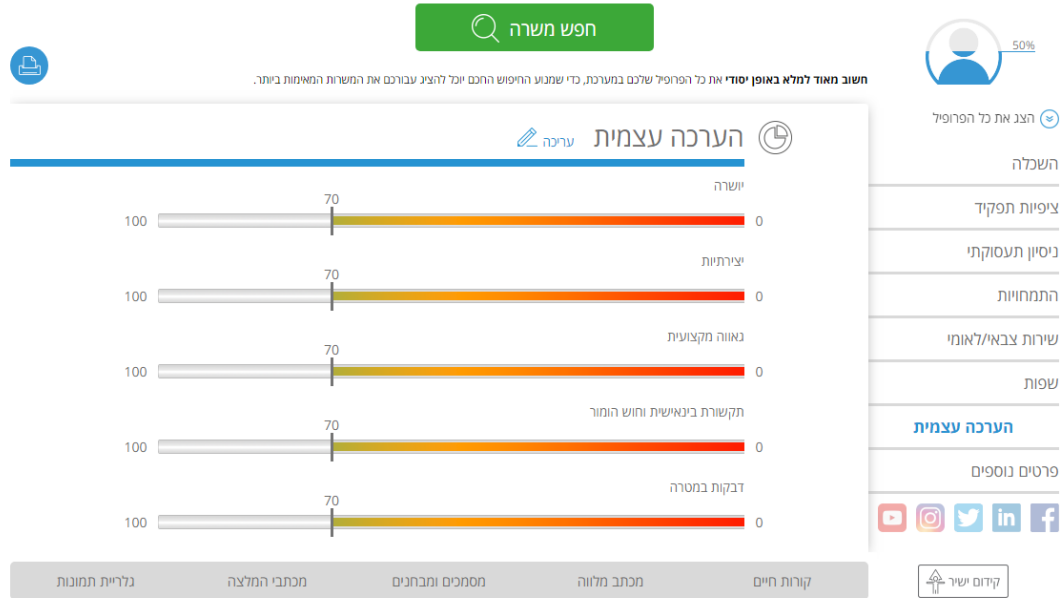 חפש משרה
50%
חשוב מאוד למלא באופן יסודי את כל הפרופיל שלכם במערכת, כדי שמנוע החיפוש החכם יוכל להציג עבורכם את המשרות המאימות ביותר.
הצג את כל הפרופיל
השכלה
ציפיות תפקיד
ניסיון תעסוקתי
התמחויות
שירות צבאי/לאומי
שפות
הערכה עצמית
פרטים נוספים
הערכה עצמית עריכה
יושרה
70
0 100
יצירתיות
70
0 100
גאווה מקצועית
70
0 100
תקשורת בינאישית וחוש הומור
70
0 100
דבקות במטרה
70
0 100
קידום ישיר
קורות חיים מכתב מלווה מסמכים ומבחנים מכתבי המלצה גלריית תמונות